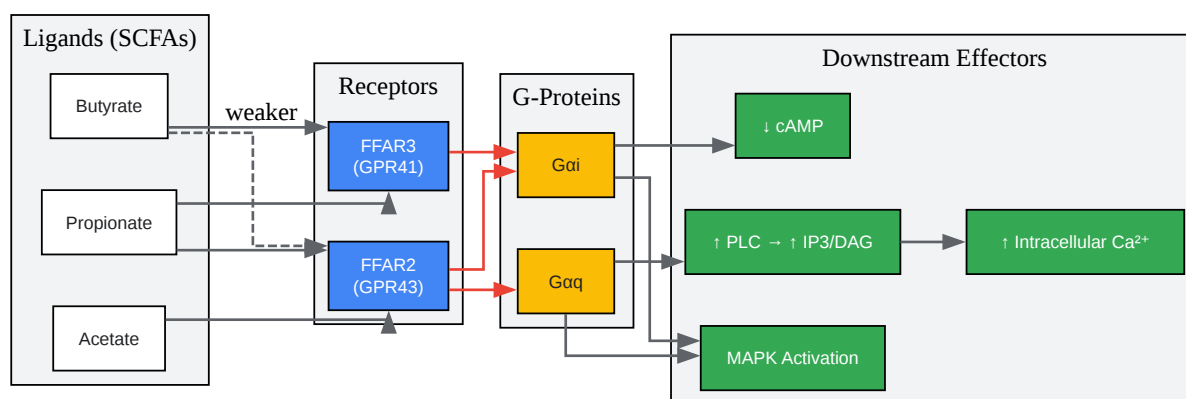 Ligands (SCFAs)
Butyrate
Propionate
Acetate
weaker
Receptors
FFAR3
(GPR41)
FFAR2
(GPR43)
G-Proteins
Gαi
Gαq
Downstream Effectors
↓ cAMP
↑ PLC → ↑ IP3/DAG
↑ Intracellular Ca²⁺
MAPK Activation